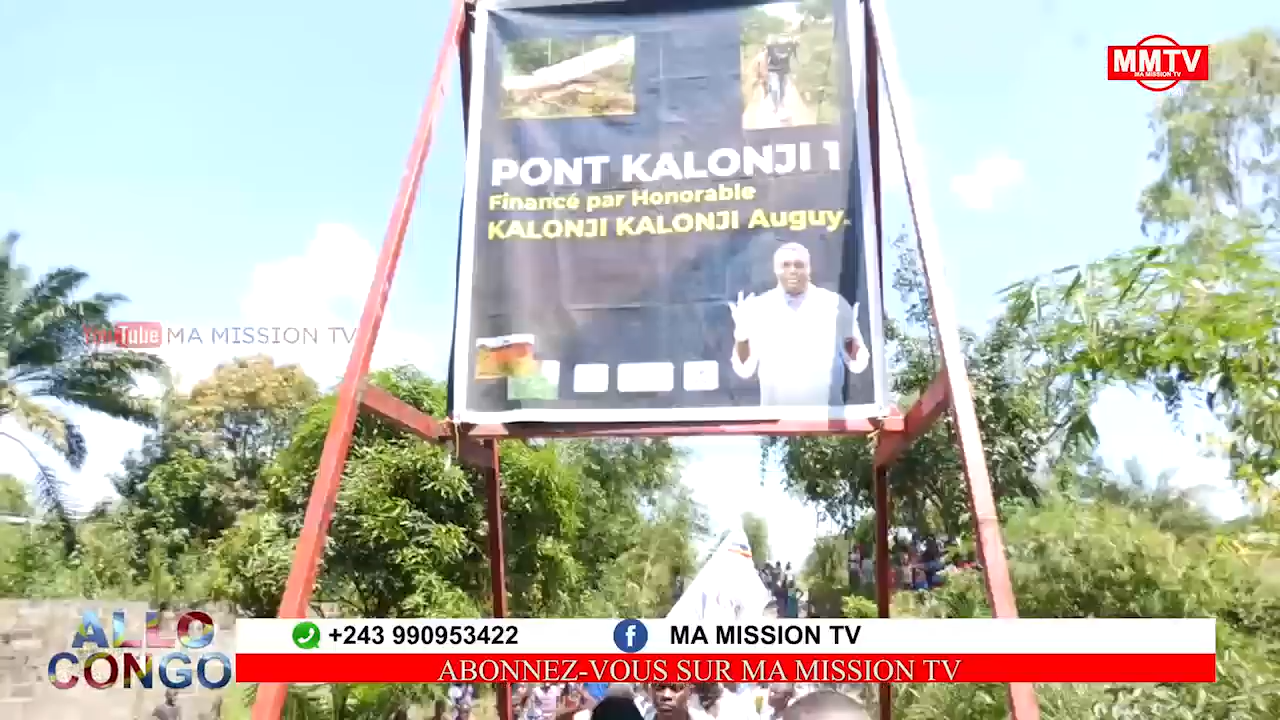 MMTV
MA MISSION TV
PONT KALONJI 1
Financé par Honorable
KALONJI KALONJI Auguy.
YouTube MA MISSION TV
ALLO
CONGO
+243 990953422
MA MISSION TV
ABONNEZ-VOUS SUR MA MISSION TV